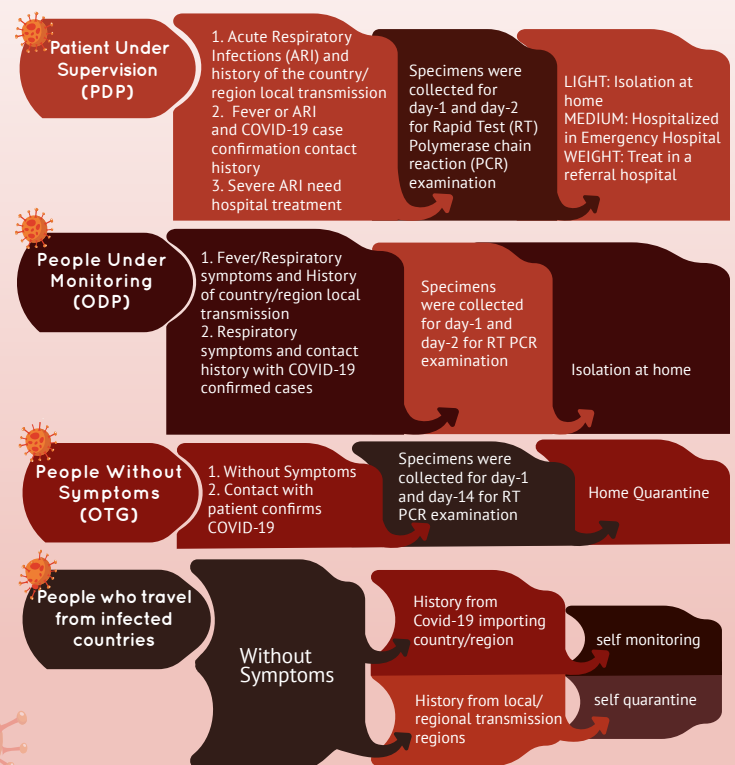 Patient Under
Supervision
(PDP)
1. Acute Respiratory
Infections (ARI) and
history of the country/
region local transmission
2.  Fever or ARI
and COVID-19 case
confirmation contact
history
3. Severe ARI need
hospital treatment
Specimens were
collected for
day-1 and day-2
for Rapid Test (RT)
Polymerase chain
reaction (PCR)
examination
LIGHT: Isolation at
home
MEDIUM: Hospitalized
in Emergency Hospital
WEIGHT: Treat in a
referral hospital
People Under
Monitoring
(ODP)
1. Fever/Respiratory
symptoms and History
of country/region local
transmission
2. Respiratory
symptoms and contact
history with COVID-19
confirmed cases
Specimens
were collected
for day-1 and
day-2 for RT PCR
examination
Isolation at home
People Without
Symptoms
(OTG)
1. Without Symptoms
2. Contact with
patient confirms
COVID-19
Specimens were
collected for day-1
and day-14 for RT
PCR examination
Home Quarantine
People who travel
from infected
countries
Without
Symptoms
History from
Covid-19 importing
country/region
self monitoring
History from local/
regional transmission
regions
self quarantine